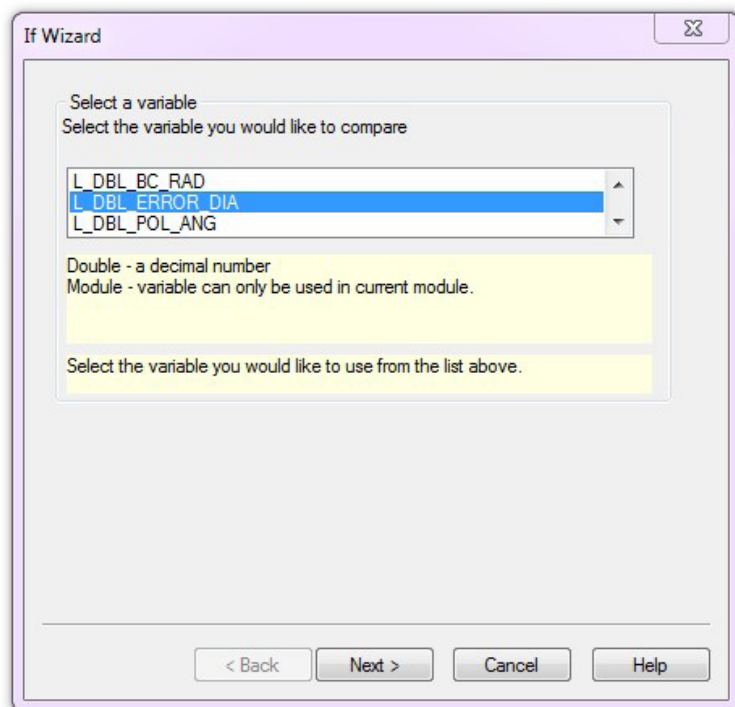 If Wizard
Select a variable
Select the variable you would like to compare
L_DBL_BC_RAD
L_DBL_ERROR_DIA
L_DBL_POL_ANG
Double - a decimal number
Module - variable can only be used in current module.
Select the variable you would like to use from the list above.
< Back Next > Cancel Help